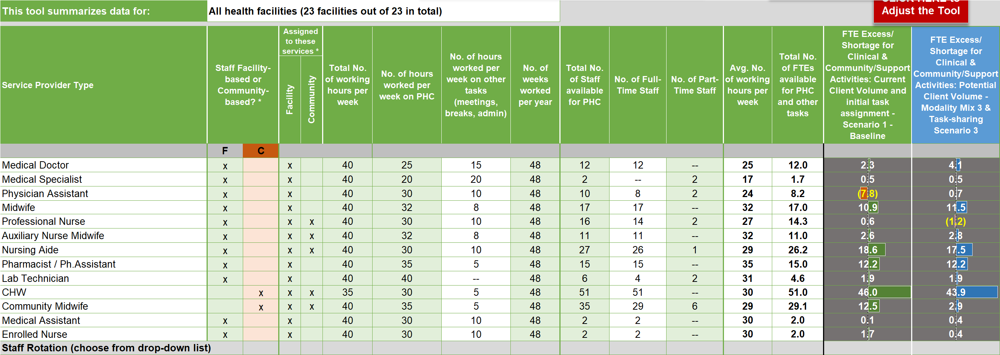 This tool summarizes data for: All health facilities (23 facilities out of 23 in total)
Adjust the Tool
Service Provider Type
Staff Facility-
based or
Community-
based? *
Assigned
to these
services *
Facility
Community
Total No.
of working
hours per
week
No. of hours
worked per
week on PHC
No. of hours
worked per
week on other
tasks
(meetings,
breaks, admin)
No. of
weeks
worked
per year
Total No.
of Staff
available
for PHC
No. of Full-
Time Staff
No. of Part-
Time Staff
Avg. No.
of working
hours per
week
Total No.
of FTEs
available
for PHC
and other
tasks
FTE Excess/
Shortage for
Clinical &
Community/Support
Activities: Current
Client Volume and
initial task
assignment -
Scenario 1 -
Baseline
FTE Excess/
Shortage for
Clinical &
Community/Support
Activities: Potential
Client Volume -
Modality Mix 3 &
Task-sharing
Scenario 3
F C
Medical Doctor x x 40 25 15 48 12 12 -- 25 12.0 2.3 4.1
Medical Specialist x x 40 20 20 48 2 -- 2 17 1.7 0.5 0.5
Physician Assistant x x 40 30 10 48 10 8 2 24 8.2 (7.8) 0.7
Midwife x x 40 32 8 48 17 17 -- 32 17.0 10.9 11.5
Professional Nurse x x x 40 30 10 48 16 14 2 27 14.3 0.6 (1.2)
Auxiliary Nurse Midwife x x x 40 32 8 48 11 11 -- 32 11.0 2.6 2.8
Nursing Aide x x x 40 30 10 48 27 26 1 29 26.2 18.6 17.5
Pharmacist / Ph.Assistant x x 40 35 5 48 15 15 -- 35 15.0 12.2 12.2
Lab Technician x x 40 40 -- 48 6 4 2 31 4.6 1.9 1.9
CHW x x x 35 30 5 48 51 51 -- 30 51.0 46.0 43.9
Community Midwife x x x 40 35 5 48 35 29 6 29 29.1 12.5 2.9
Medical Assistant x x 40 30 10 48 2 2 -- 30 2.0 0.1 0.4
Enrolled Nurse x x 40 30 10 48 2 2 -- 30 2.0 1.7 0.4
Staff Rotation (choose from drop-down list)